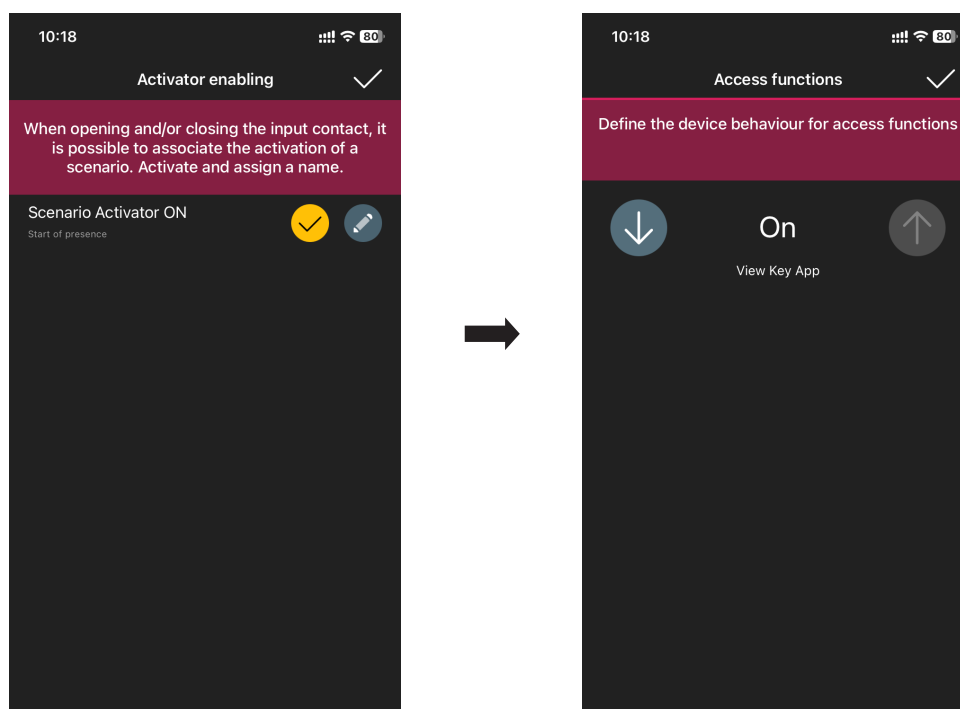 10:18
80
Activator enabling
When opening and/or closing the input contact, it
is possible to associate the activation of a
scenario. Activate and assign a name.
Scenario Activator ON
Start of presence
10:18
80
Access functions
Define the device behaviour for access functions
On
View Key App